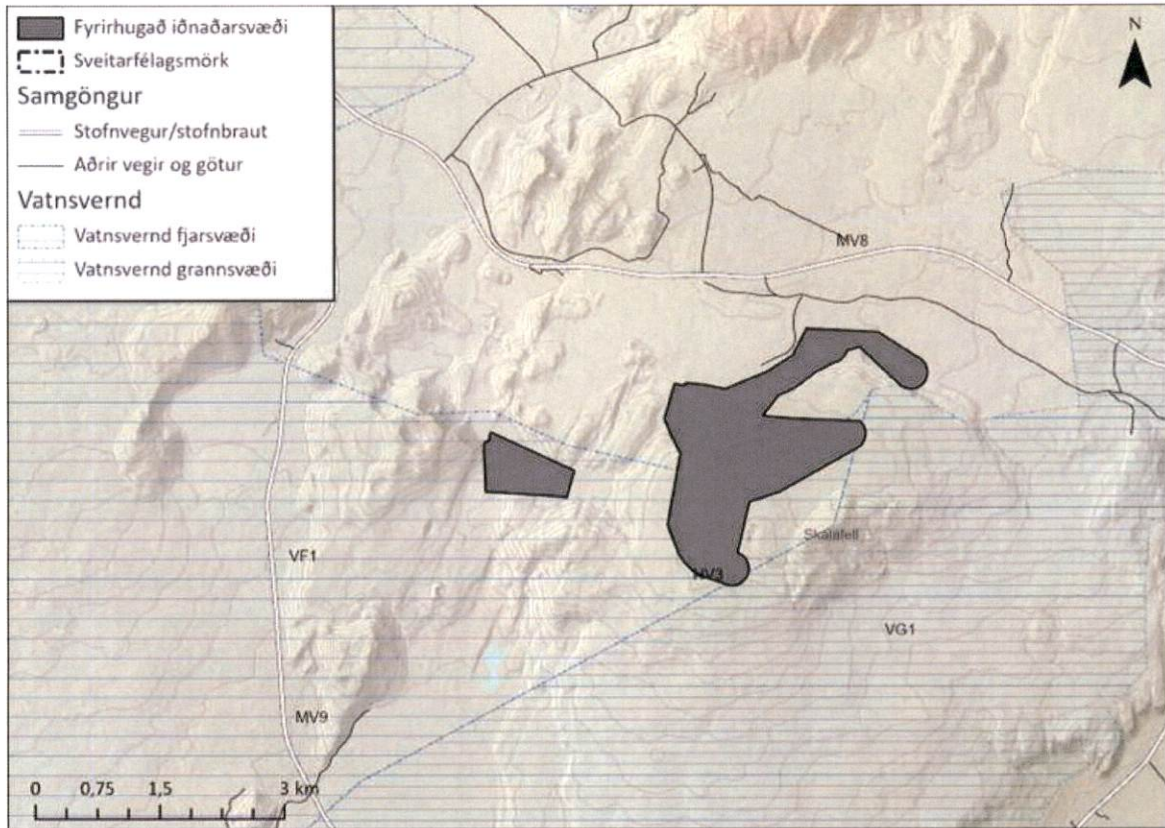 Fyrirhugað iðnaðarsvæði
Sveitarfélagsmörk
Samgöngur
Stofnvegur/stofnbraut
Aðrir vegir og götur
Vatnsvernd
Vatnsvernd fjarsvæði
Vatnsvernd grannsvæði
N
MV8
Skálafell
VF1
HV3
VG1
MV9
0 0,75 1,5 3 km